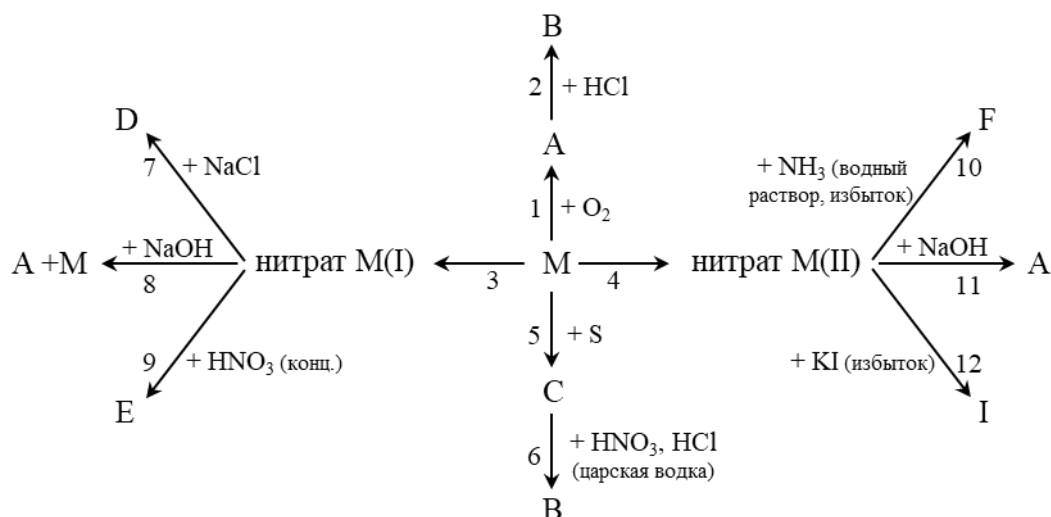 B
2 + HCl
D
A
F
7 + NaCl
+ NH₃ (водный
раствор, избыток)
10
1 + O₂
A +M
+ NaOH
8
нитрат M(I)
3
M
4
нитрат M(II)
+ NaOH
11
A
5 + S
9 + HNO₃ (конц.)
+ KI (избыток) 12
E
C
I
6 + HNO₃, HCl
(царская водка)
B